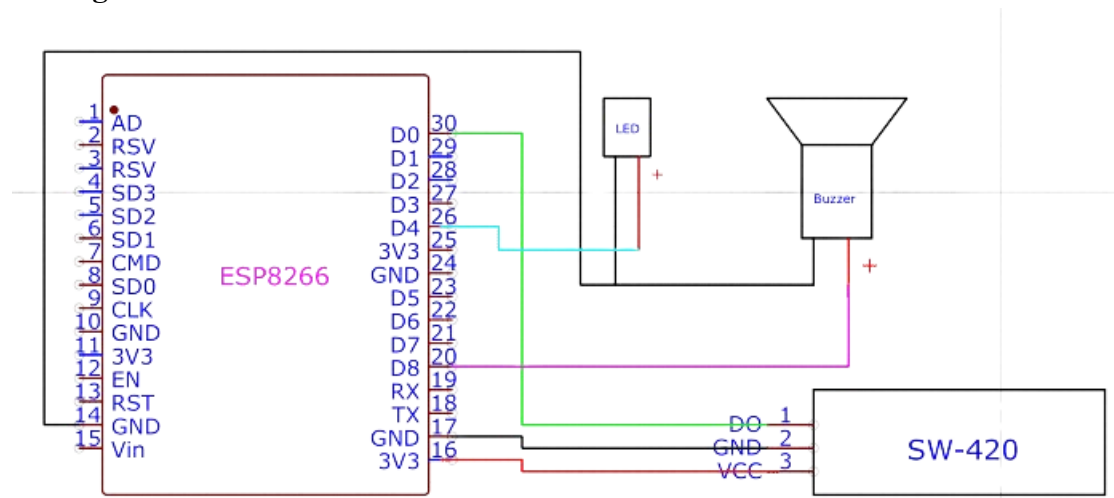 1 AD
2 RSV
3 RSV
4 SD3
5 SD2
6 SD1
7 CMD
8 SD0
9 CLK
10 GND
11 3V3
12 EN
13 RST
14 GND
15 Vin
ESP8266
30 D0
29 D1
28 D2
27 D3
26 D4
25 3V3
24 GND
23 D5
22 D6
21 D7
20 D8
19 RX
18 TX
17 GND
16 3V3
LED
+
Buzzer
+
DO 1
GND 2
VCC 3
SW-420